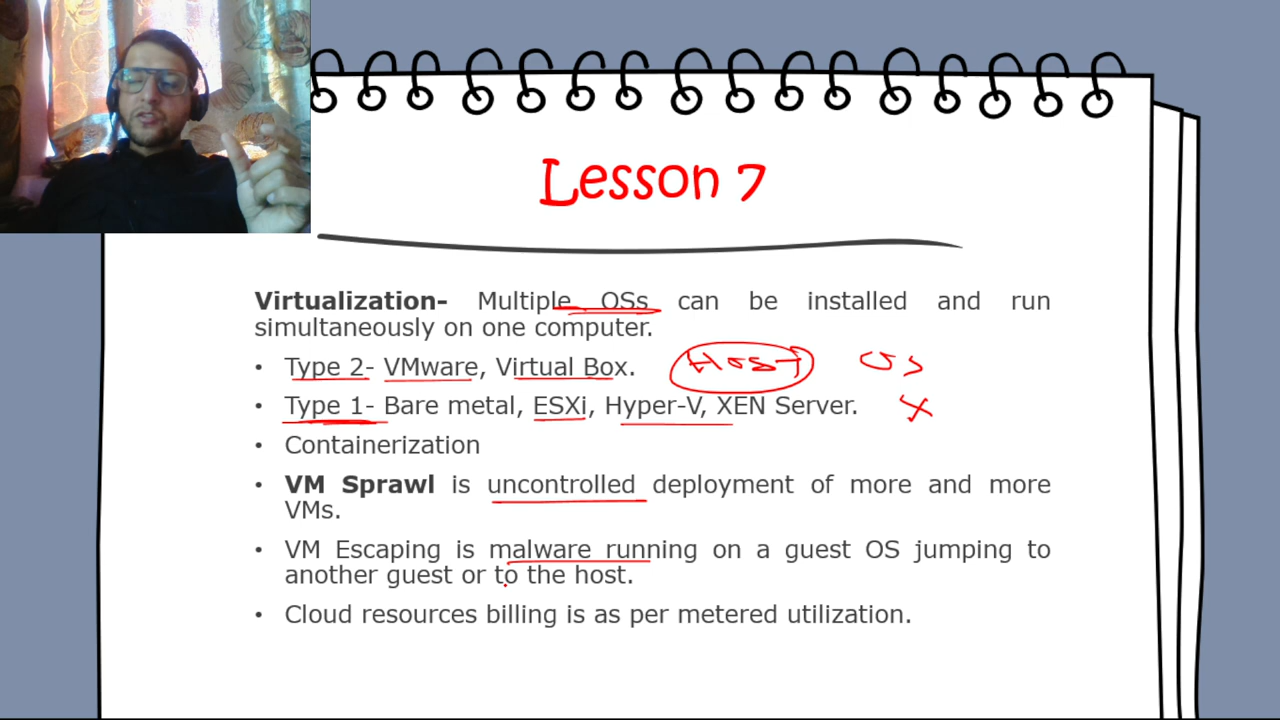 Lesson 7
Virtualization- Multiple OSs can be installed and run
simultaneously on one computer.
• Type 2- VMware, Virtual Box. HOST OS
• Type 1- Bare metal, ESXi, Hyper-V, XEN Server. X
• Containerization
• VM Sprawl is uncontrolled deployment of more and more
VMs.
• VM Escaping is malware running on a guest OS jumping to
another guest or to the host.
• Cloud resources billing is as per metered utilization.